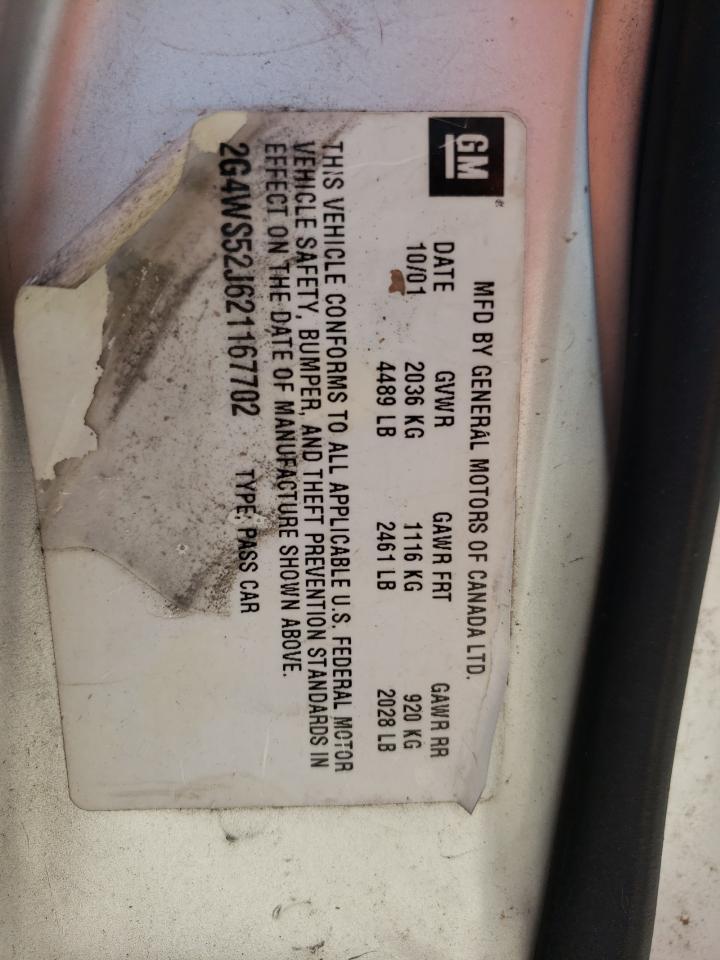 GM
MFD BY GENERAL MOTORS OF CANADA LTD.
DATE GVWR GAWR FRT GAWR RR
10/01 2036 KG 1116 KG 920 KG
4489 LB 2461 LB 2028 LB
THIS VEHICLE CONFORMS TO ALL APPLICABLE U.S. FEDERAL MOTOR
VEHICLE SAFETY, BUMPER, AND THEFT PREVENTION STANDARDS IN
EFFECT ON THE DATE OF MANUFACTURE SHOWN ABOVE.
2G4WS52J621167702 TYPE: PASS CAR